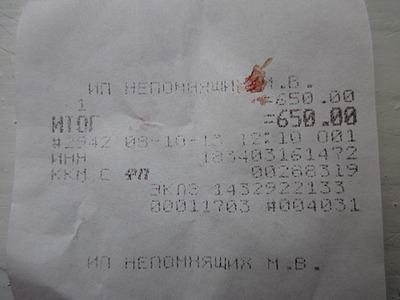 ИП НЕПОМНЯЩИХ М.В.
1 =650.00
ИТОГ =650.00
#2942 08-10-13 12:10 001
ИНН 183403161472
ККМ С ФП 00288319
ЭКЛЗ 1432922133
00011703 #004031
ИП НЕПОМНЯЩИХ М.В.